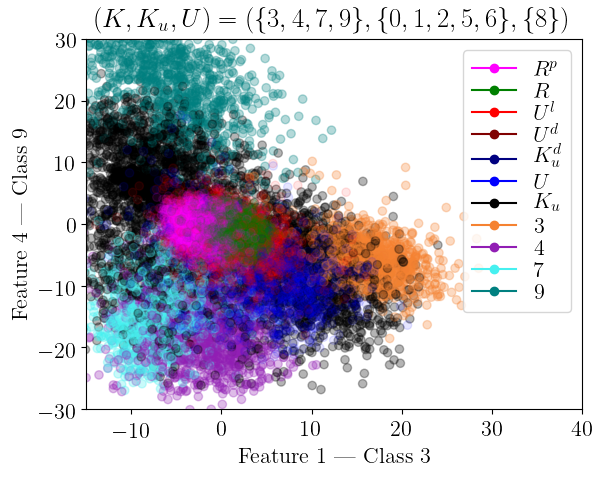 (K, K_u, U) = ({3, 4, 7, 9}, {0, 1, 2, 5, 6}, {8})
30
20
10
0
−10
−20
−30
Feature 4 — Class 9
R^p
R
U^l
U^d
K_u^d
U
K_u
3
4
7
9
−10 0 10 20 30 40
Feature 1 — Class 3